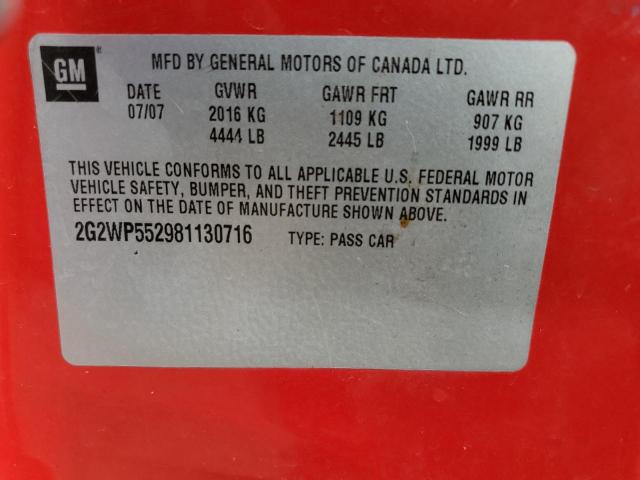 GM ®
MFD BY GENERAL MOTORS OF CANADA LTD.
DATE GVWR GAWR FRT GAWR RR
07/07 2016 KG 1109 KG 907 KG
4444 LB 2445 LB 1999 LB
THIS VEHICLE CONFORMS TO ALL APPLICABLE U.S. FEDERAL MOTOR
VEHICLE SAFETY, BUMPER, AND THEFT PREVENTION STANDARDS IN
EFFECT ON THE DATE OF MANUFACTURE SHOWN ABOVE.
2G2WP552981130716 TYPE: PASS CAR